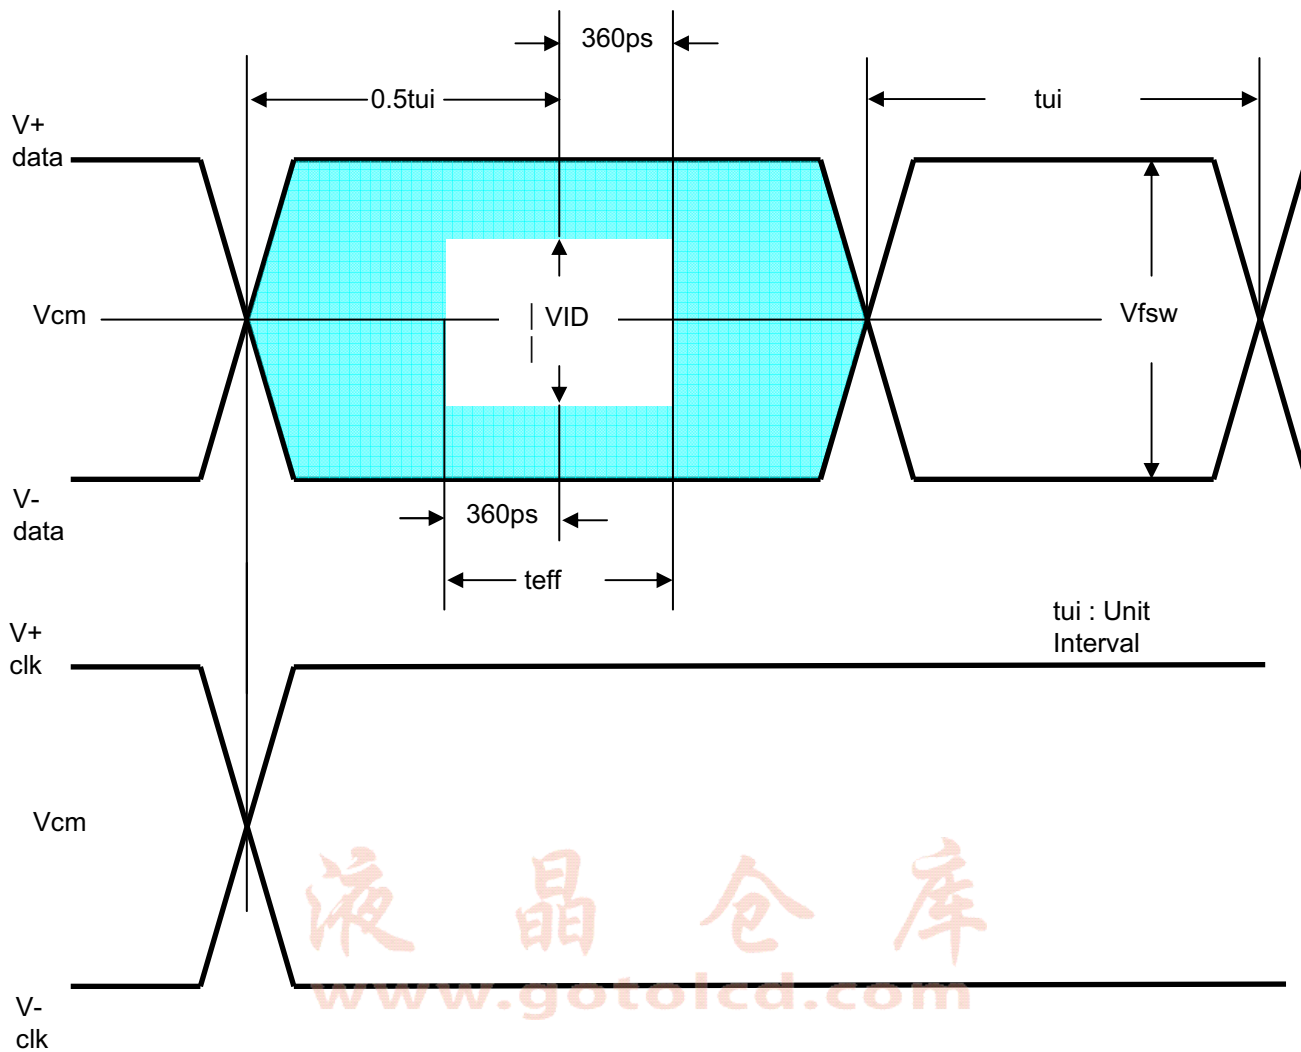 360ps
0.5tui
tui
V+
data
Vcm
| VID
|
Vfsw
V-
data
360ps
teff
tui : Unit
Interval
V+
clk
Vcm
液晶仓库
www.gotolcd.com
V-
clk